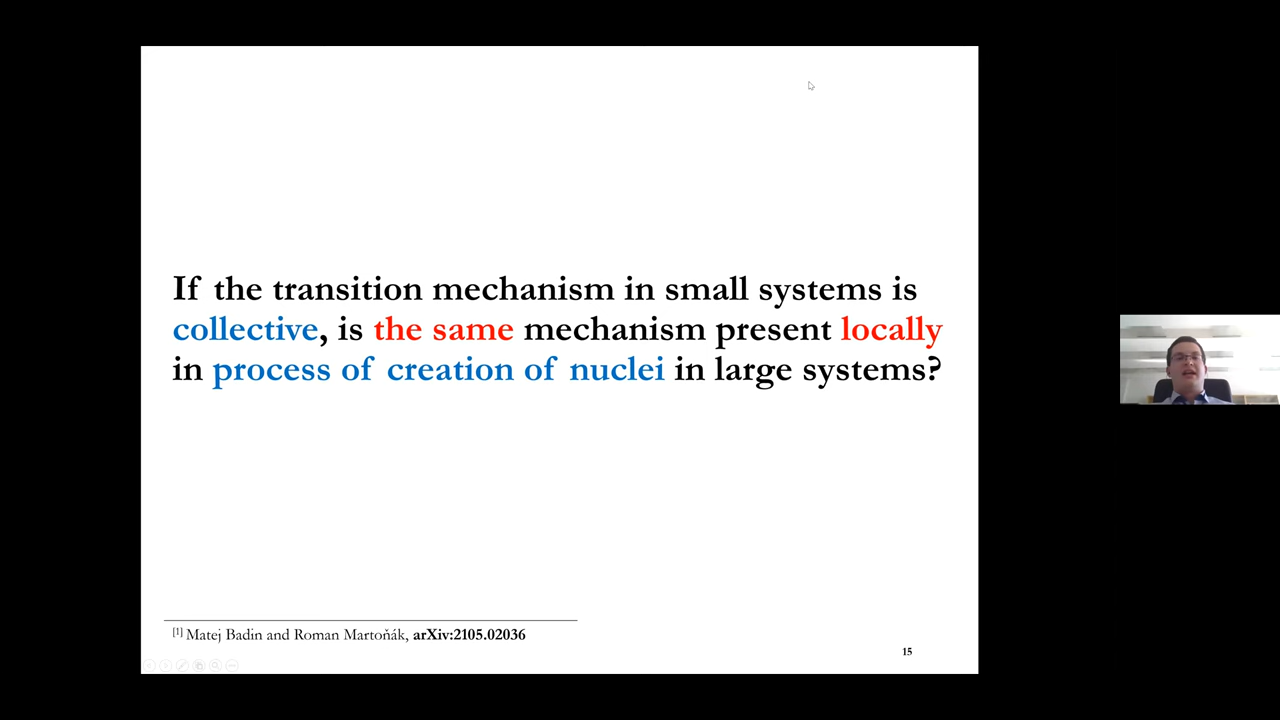 If the transition mechanism in small systems is
collective, is the same mechanism present locally
in process of creation of nuclei in large systems?
[1] Matej Badin and Roman Martoňák, arXiv:2105.02036
15